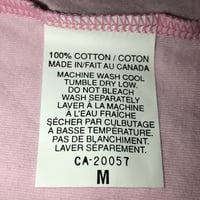 100% COTTON / COTON
MADE IN/FAIT AU CANADA
MACHINE WASH COOL
TUMBLE DRY LOW.
DO NOT BLEACH
WASH SEPARATELY
LAVER À LA MACHINE
À L'EAU FRAÎCHE
SÉCHER PAR CULBUTAGE
À BASSE TEMPÉRATURE.
PAS DE BLANCHIMENT.
LAVER SÉPARÉMENT
CA-20057
M